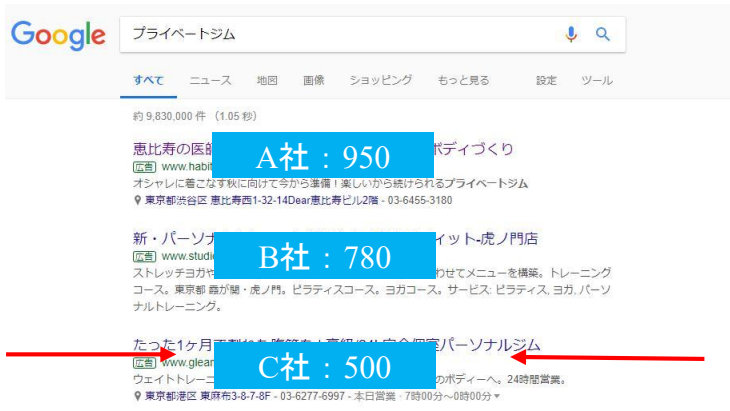 Google プライベートジム
すべて ニュース 地図 画像 ショッピング もっと見る 設定 ツール
約 9,830,000 件 （1.05 秒）
恵比寿の医 ボディづくり
A社：950
広告 www.habit
オシャレに着こなす秋に向けて今から準備！楽しいから続けられるプライベートジム
東京都渋谷区 恵比寿西1-32-14Dear恵比寿ビル2階 - 03-6455-3180
新・パーソナ ィット-虎ノ門店
B社：780
広告 www.studi
ストレッチヨガや わせてメニューを構築。トレーニング
コース。東京都 霞が関・虎ノ門。ピラティスコース。ヨガコース。サービス: ピラティス, ヨガ, パーソ
ナルトレーニング。
たった1ヶ月で 室パーソナルジム
C社：500
広告 www.glear
ウェイトトレーニ のボディーへ。24時間営業。
東京都港区 東麻布3-8-7-8F - 03-6277-6997 - 本日営業 · 7時00分～0時00分